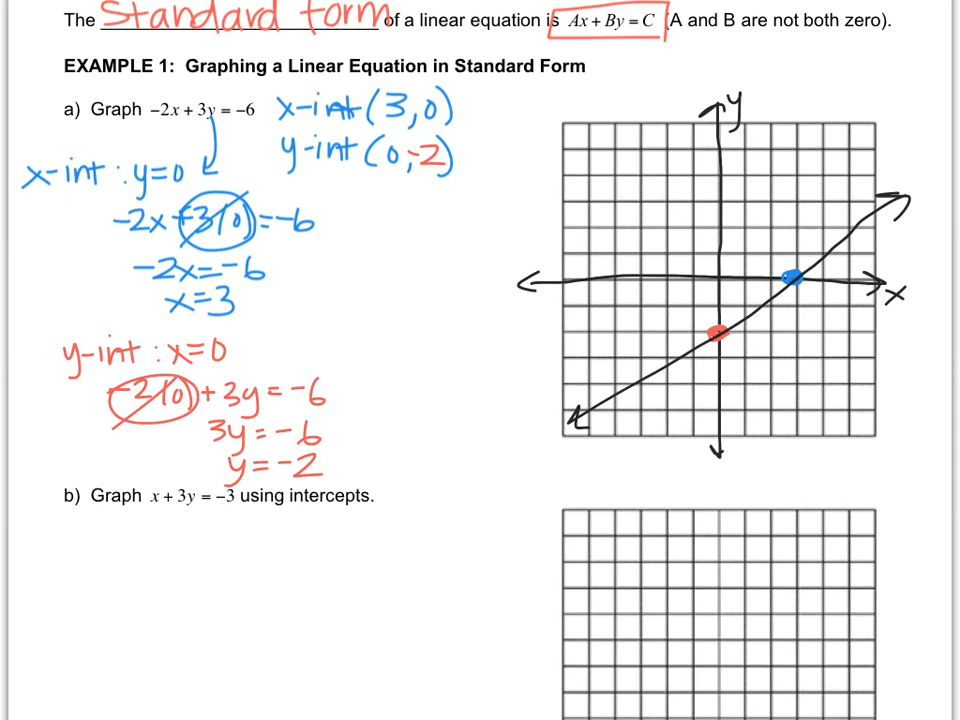 The Standard form of a linear equation is Ax + By = C (A and B are not both zero).
EXAMPLE 1: Graphing a Linear Equation in Standard Form
a) Graph −2x + 3y = −6
x-int (3,0)
y-int (0,-2)
x-int : y=0
-2x +3(0) = -6
-2x = -6
x=3
y-int : x=0
-2(0) + 3y = -6
3y = -6
y = -2
y
x
b) Graph x + 3y = −3 using intercepts.